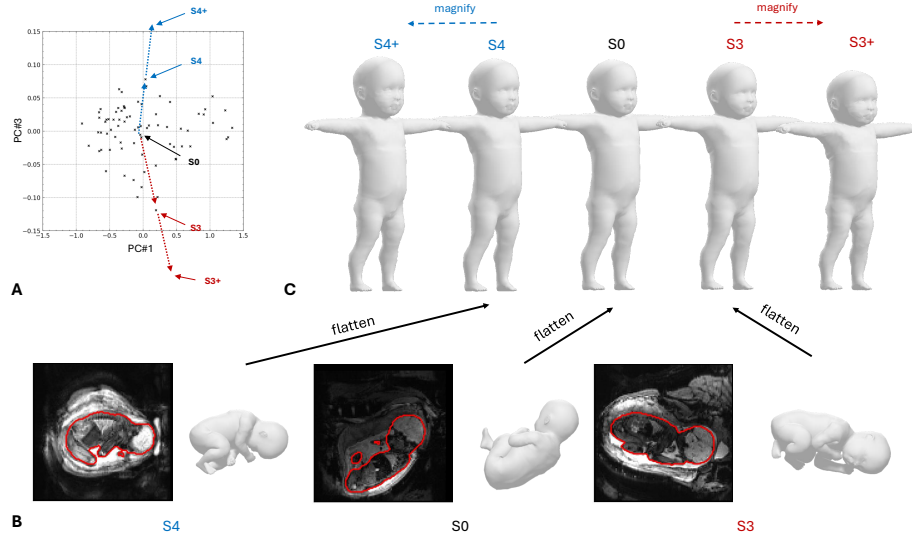 S4+
0.15
0.10
0.05
0.00
−0.05
−0.10
−0.15
PC#3
S4
S0
S3
−1.5
−1.0
−0.5
0.0
0.5
1.0
1.5
PC#1
S3+
A
magnify
magnify
S4+
S4
S0
S3
S3+
C
flatten
flatten
flatten
B
S4
S0
S3